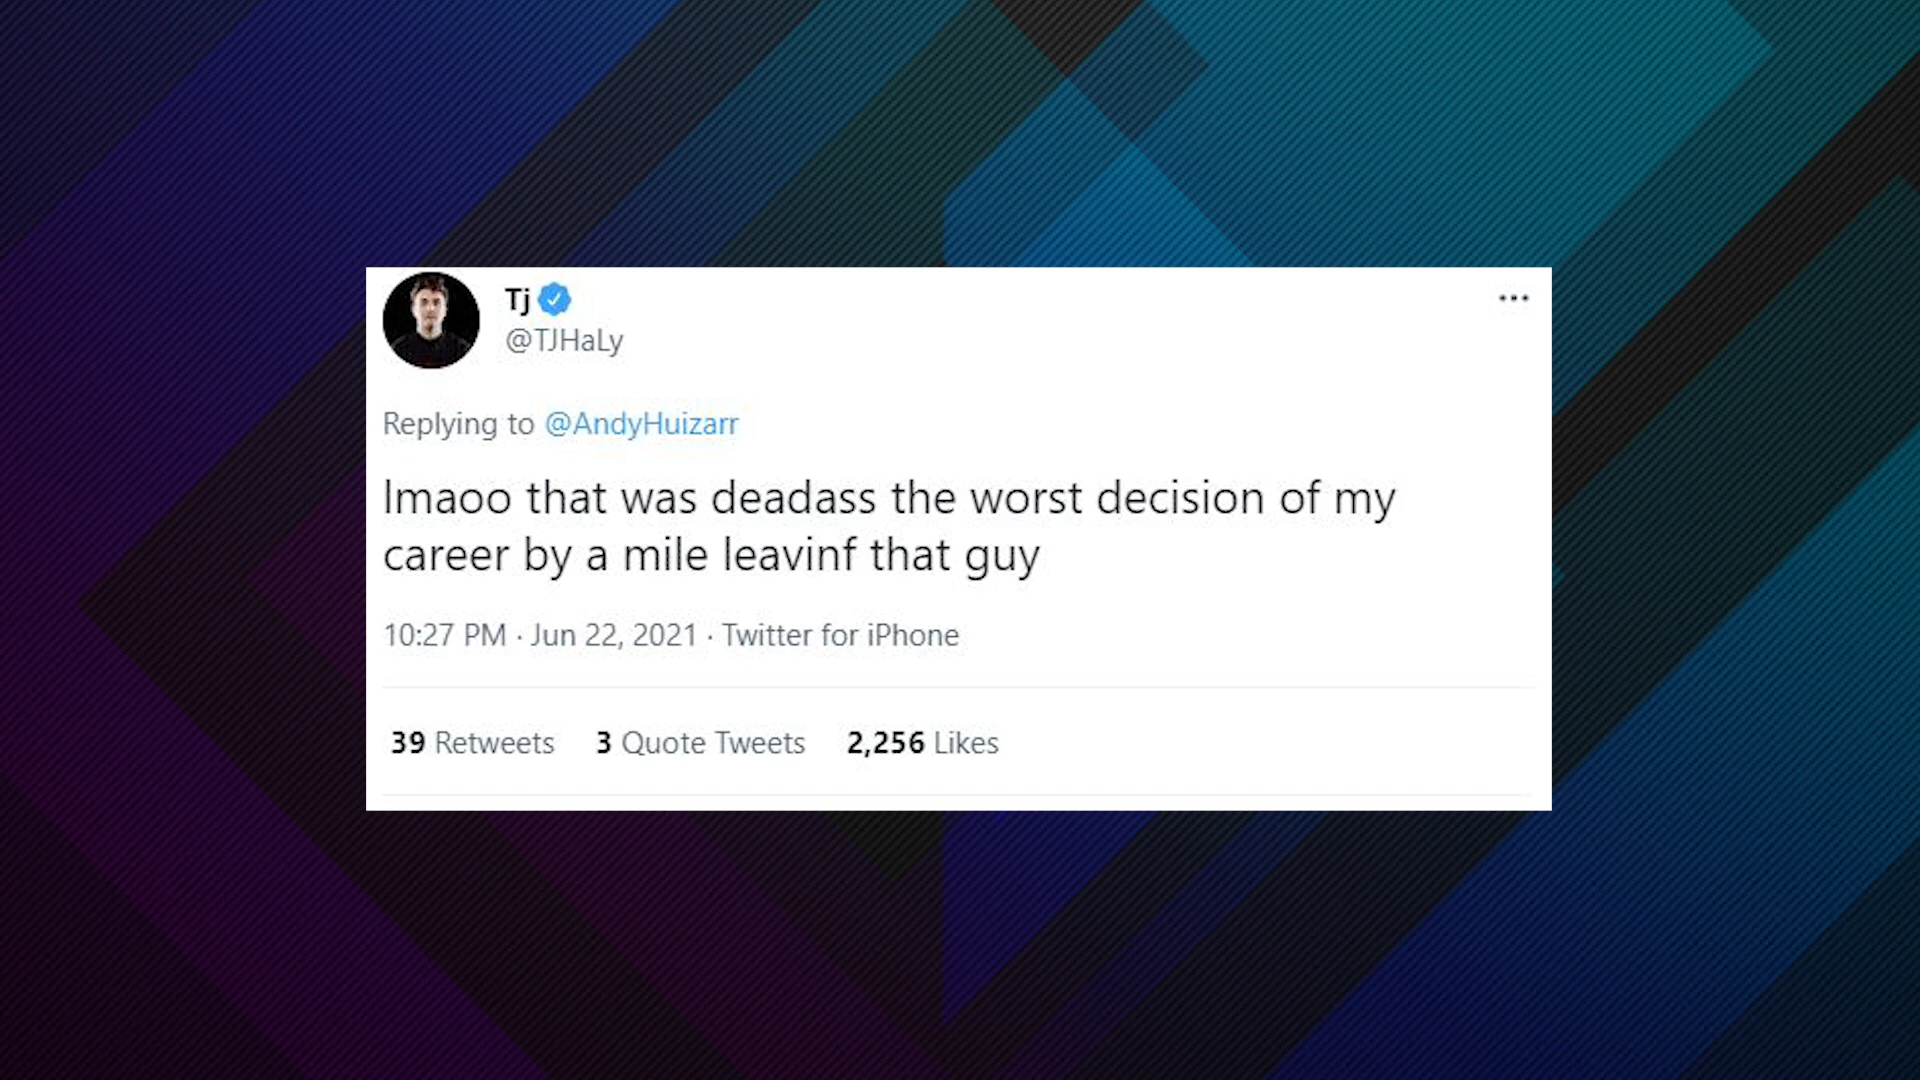 Tj
@TJHaLy
Replying to @AndyHuizarr
lmaoo that was deadass the worst decision of my
career by a mile leavinf that guy
10:27 PM · Jun 22, 2021 · Twitter for iPhone
39 Retweets 3 Quote Tweets 2,256 Likes